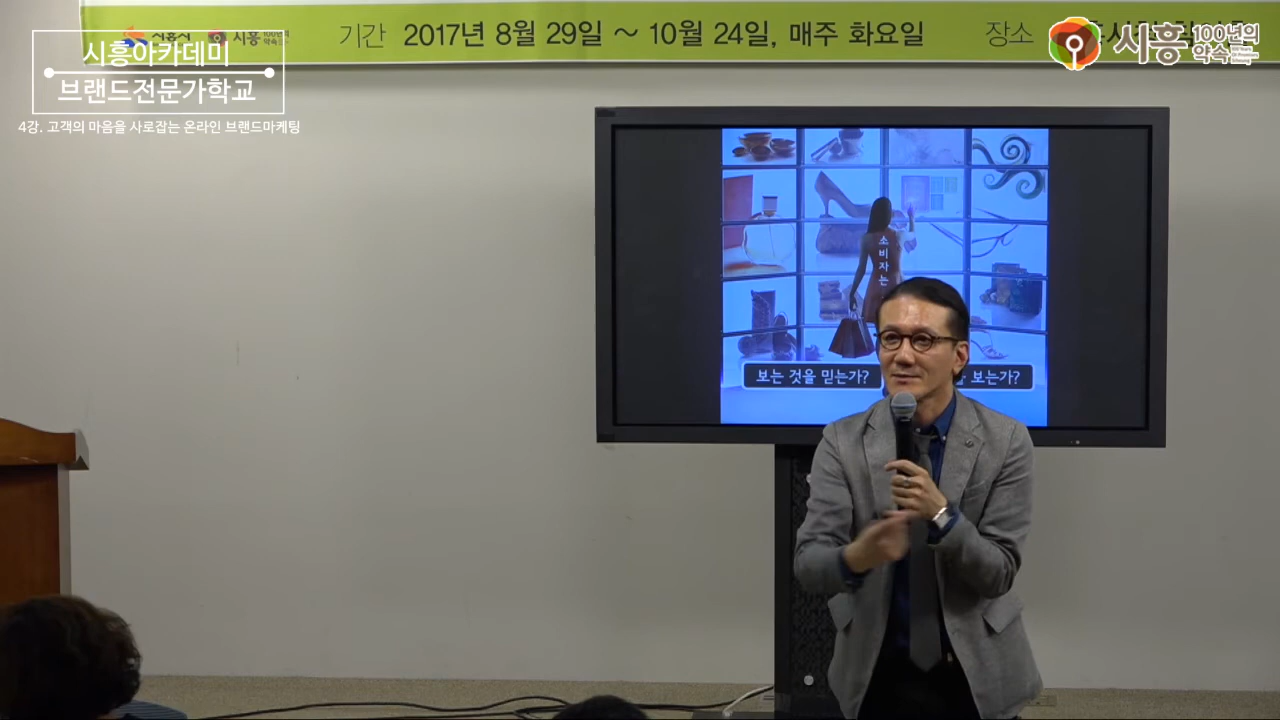 기간 2017년 8월 29일 ~ 10월 24일, 매주 화요일 장소
시흥 100년의 약속
시흥아카데미
브랜드전문가학교
4강. 고객의 마음을 사로잡는 온라인 브랜드마케팅
소비자는
보는 것을 믿는가?
보는가?